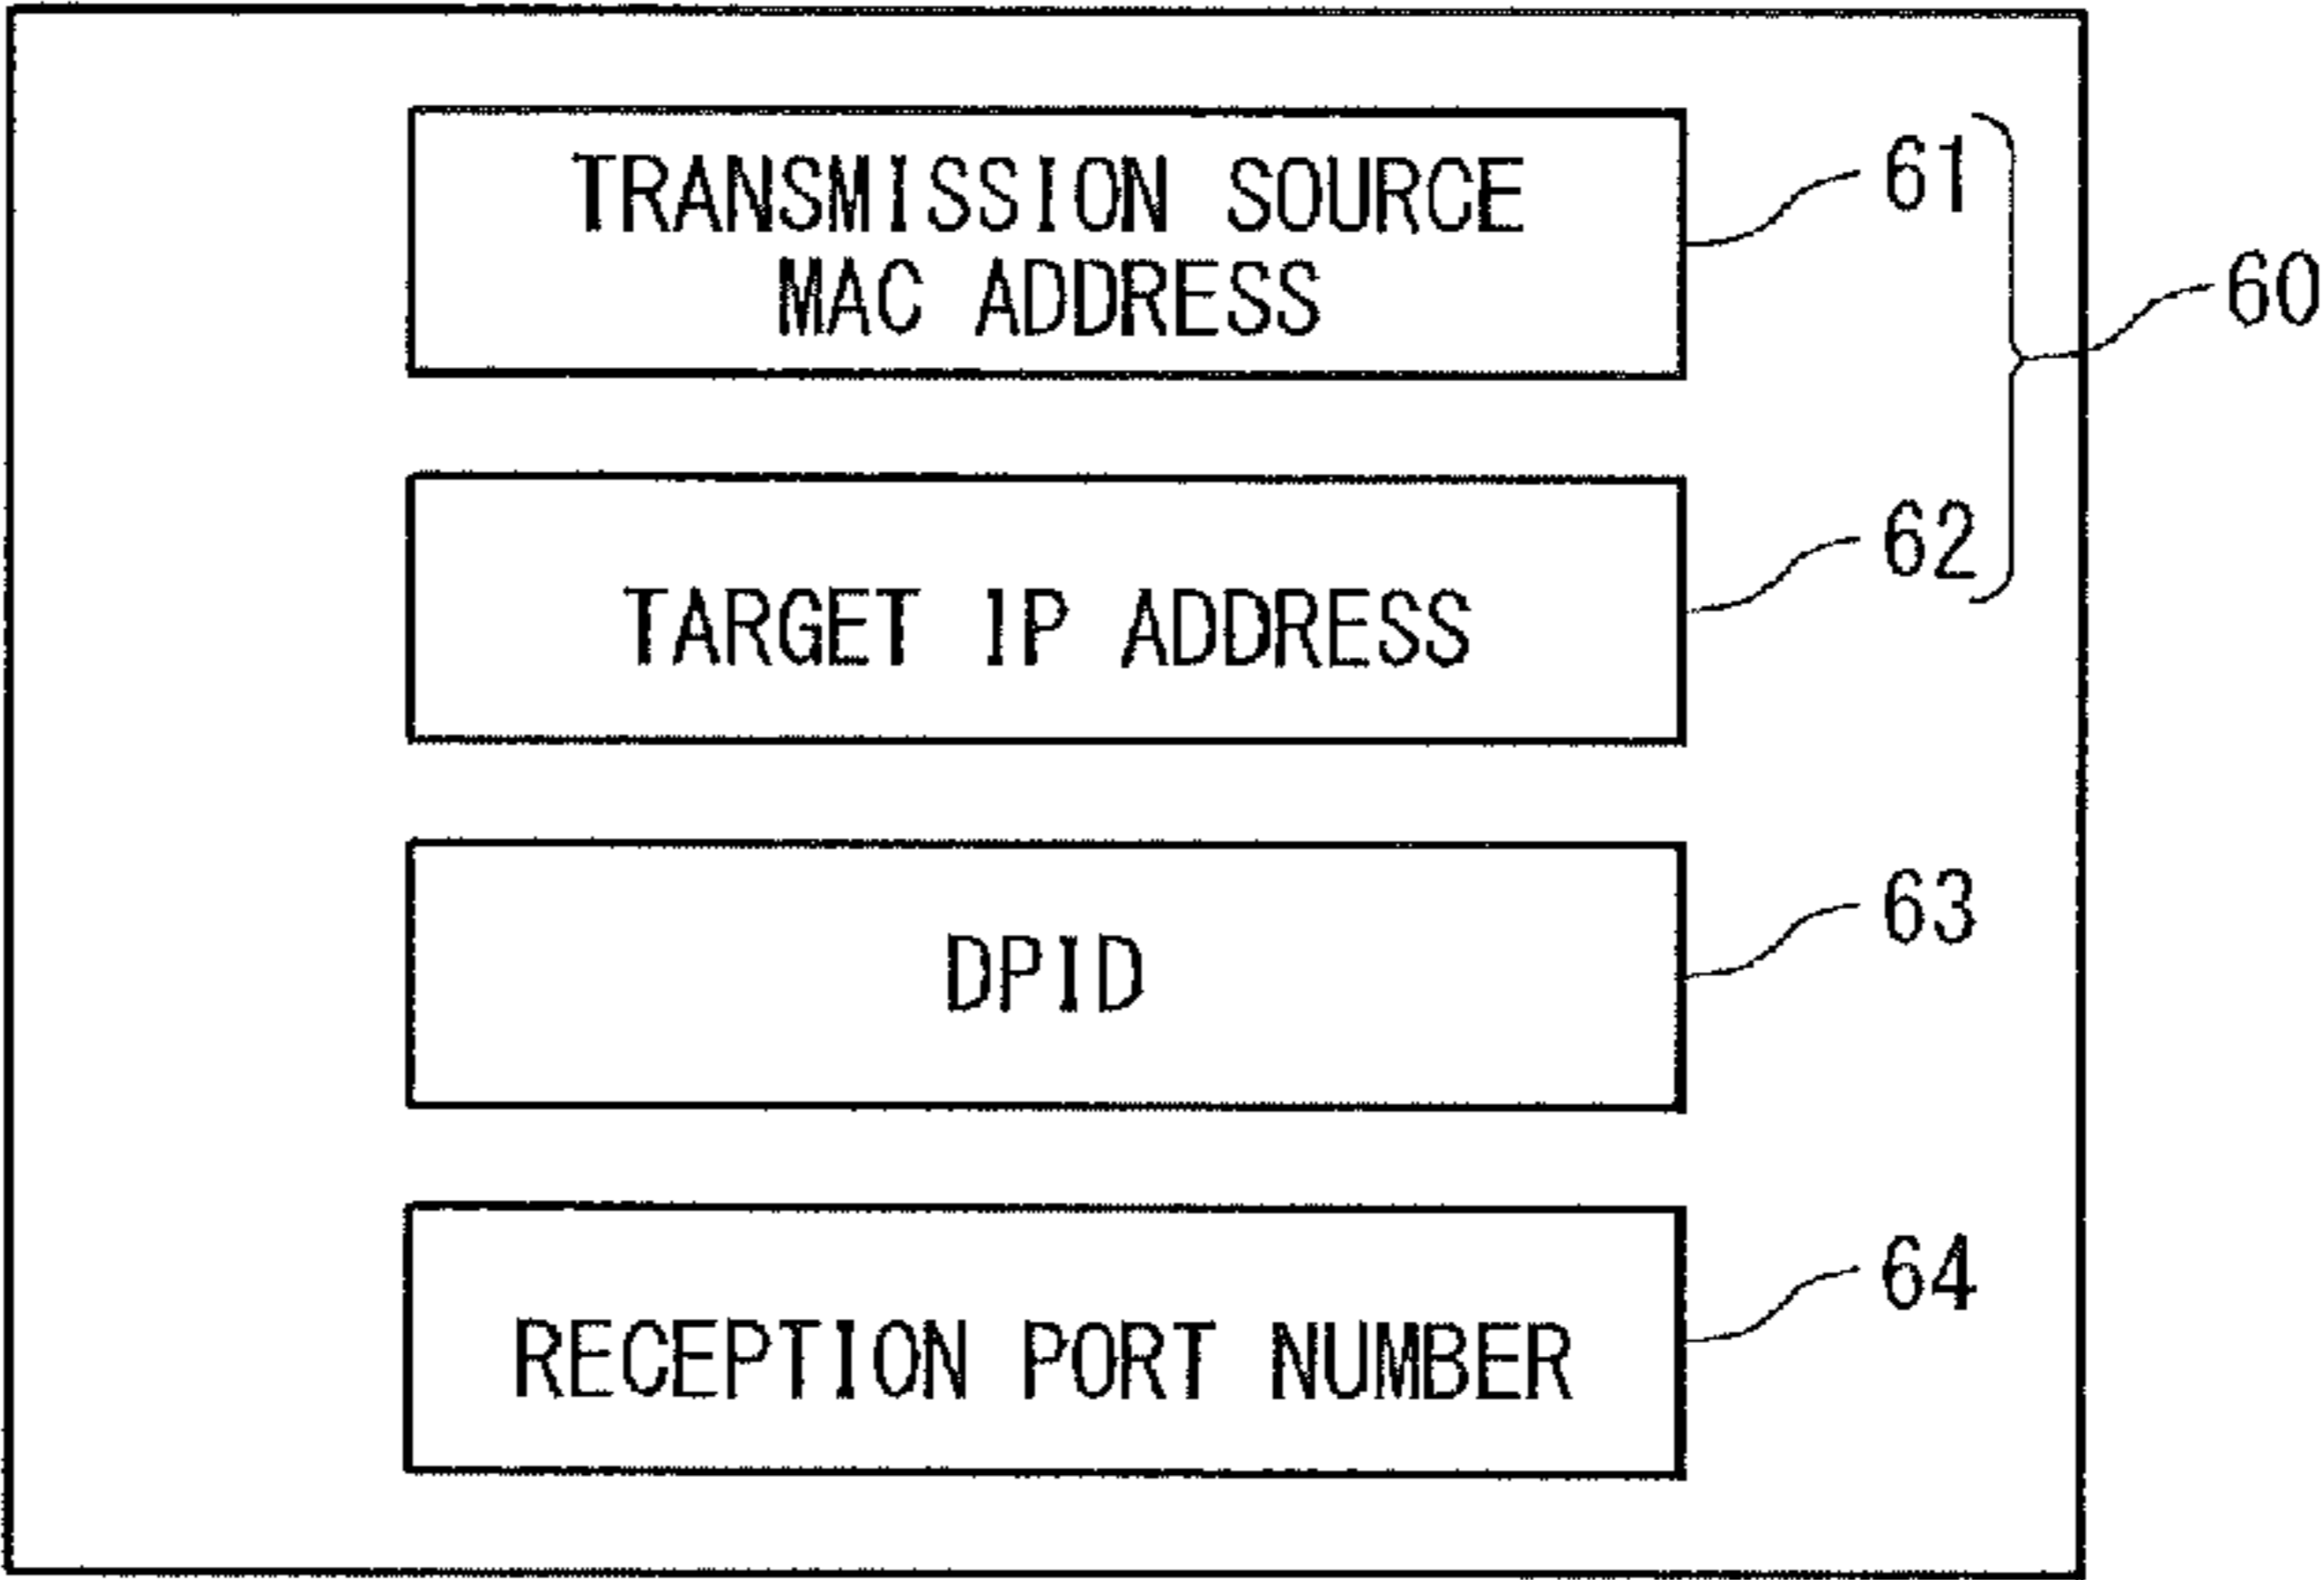 TRANSMISSION SOURCE
MAC ADDRESS
61
60
TARGET IP ADDRESS
62
DPID
63
RECEPTION PORT NUMBER
64